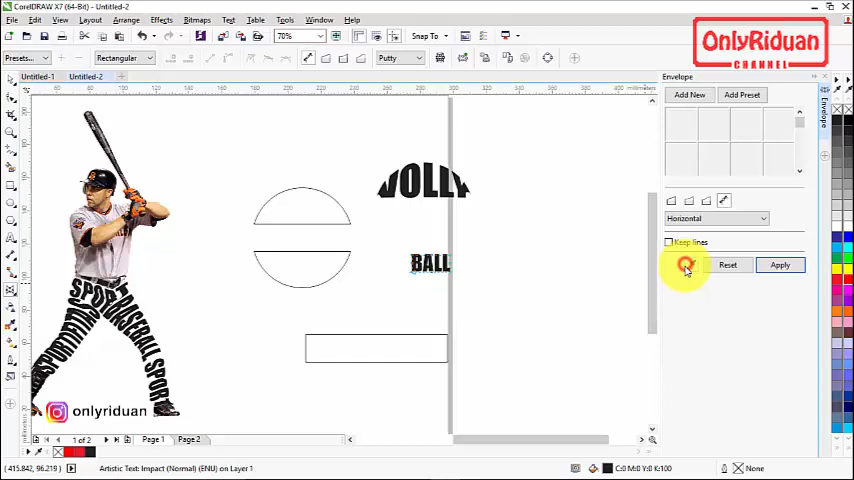 CorelDRAW X7 (64-Bit) - Untitled-2
File Edit View Layout Arrange Effects Bitmaps Text Table Tools Window Help
70% Snap To
Presets... Rectangular Putty
Untitled-1 Untitled-2
OnlyRiduan
CHANNEL
Envelope
Add New Add Preset
Horizontal
Keep lines
Reset Apply
Envelope
VOLLY
BALL
SPORT BASEBALL SPORT
onlyriduan
millimeters
1 of 2 Page 1 Page 2
( 415.842, 96.219 ) Artistic Text: Impact (Normal) (ENU) on Layer 1 C:0 M:0 Y:0 K:100 None